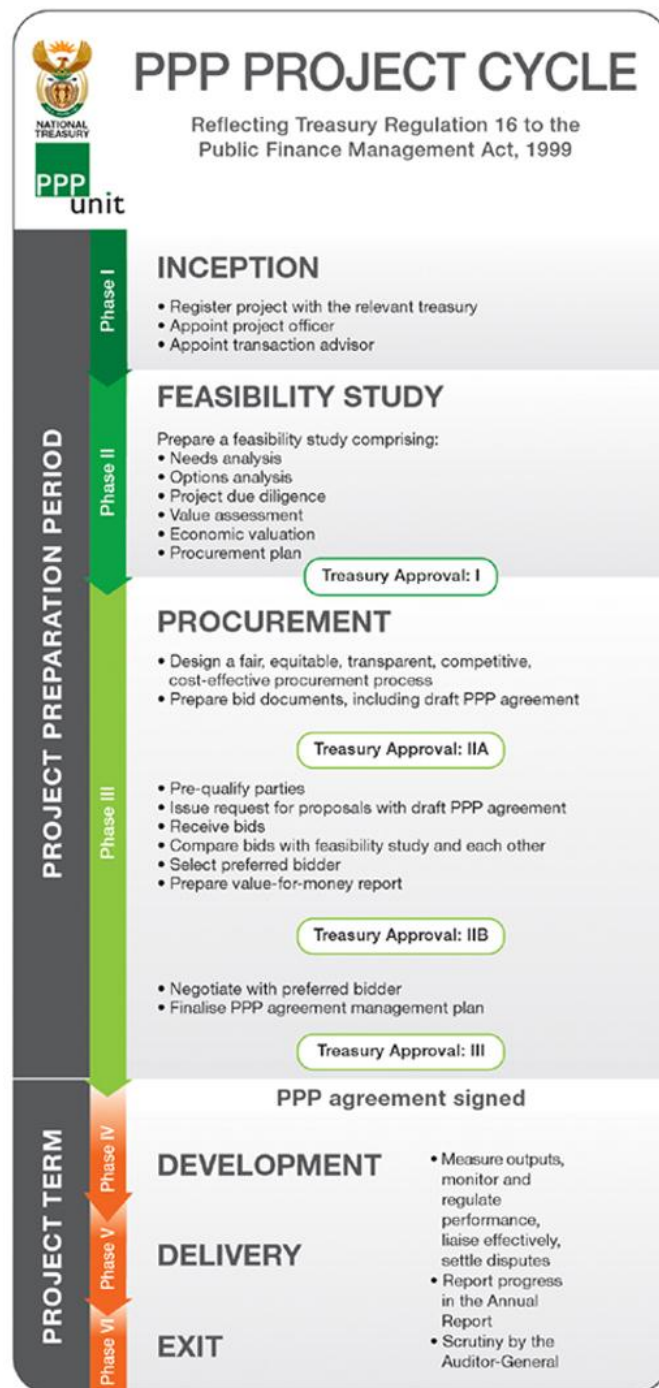 NATIONAL
TREASURY
PPP
unit
PPP PROJECT CYCLE
Reflecting Treasury Regulation 16 to the
Public Finance Management Act, 1999
PROJECT PREPARATION PERIOD
Phase I
INCEPTION
• Register project with the relevant treasury
• Appoint project officer
• Appoint transaction advisor
Phase II
FEASIBILITY STUDY
Prepare a feasibility study comprising:
• Needs analysis
• Options analysis
• Project due diligence
• Value assessment
• Economic valuation
• Procurement plan
Treasury Approval: I
Phase III
PROCUREMENT
• Design a fair, equitable, transparent, competitive,
cost-effective procurement process
• Prepare bid documents, including draft PPP agreement
Treasury Approval: IIA
• Pre-qualify parties
• Issue request for proposals with draft PPP agreement
• Receive bids
• Compare bids with feasibility study and each other
• Select preferred bidder
• Prepare value-for-money report
Treasury Approval: IIB
• Negotiate with preferred bidder
• Finalise PPP agreement management plan
Treasury Approval: III
PPP agreement signed
PROJECT TERM
Phase IV
DEVELOPMENT
Phase V
DELIVERY
Phase VI
EXIT
• Measure outputs,
monitor and
regulate
performance,
liaise effectively,
settle disputes
• Report progress
in the Annual
Report
• Scrutiny by the
Auditor-General